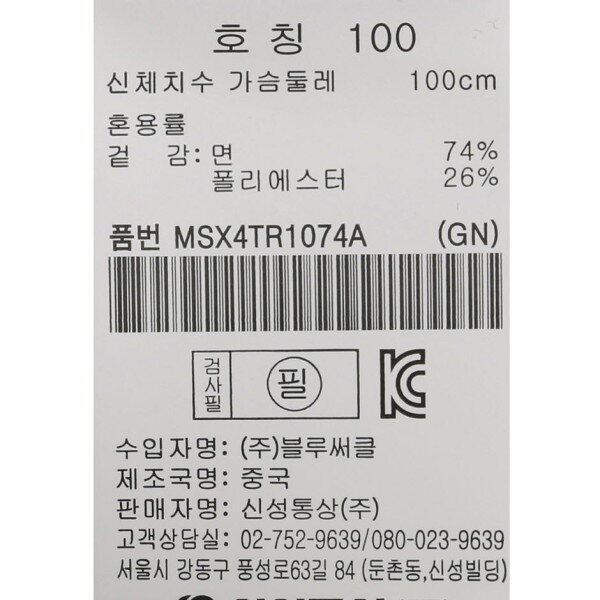 호 칭 100
신체치수 가슴둘레 100cm
혼용률
겉 감: 면 74%
폴리에스터 26%
품번 MSX4TR1074A (GN)
검사필 필
수입자명: (주)블루써클
제조국명: 중국
판매자명: 신성통상(주)
고객상담실: 02-752-9639/080-023-9639
서울시 강동구 풍성로63길 84 (둔촌동,신성빌딩)